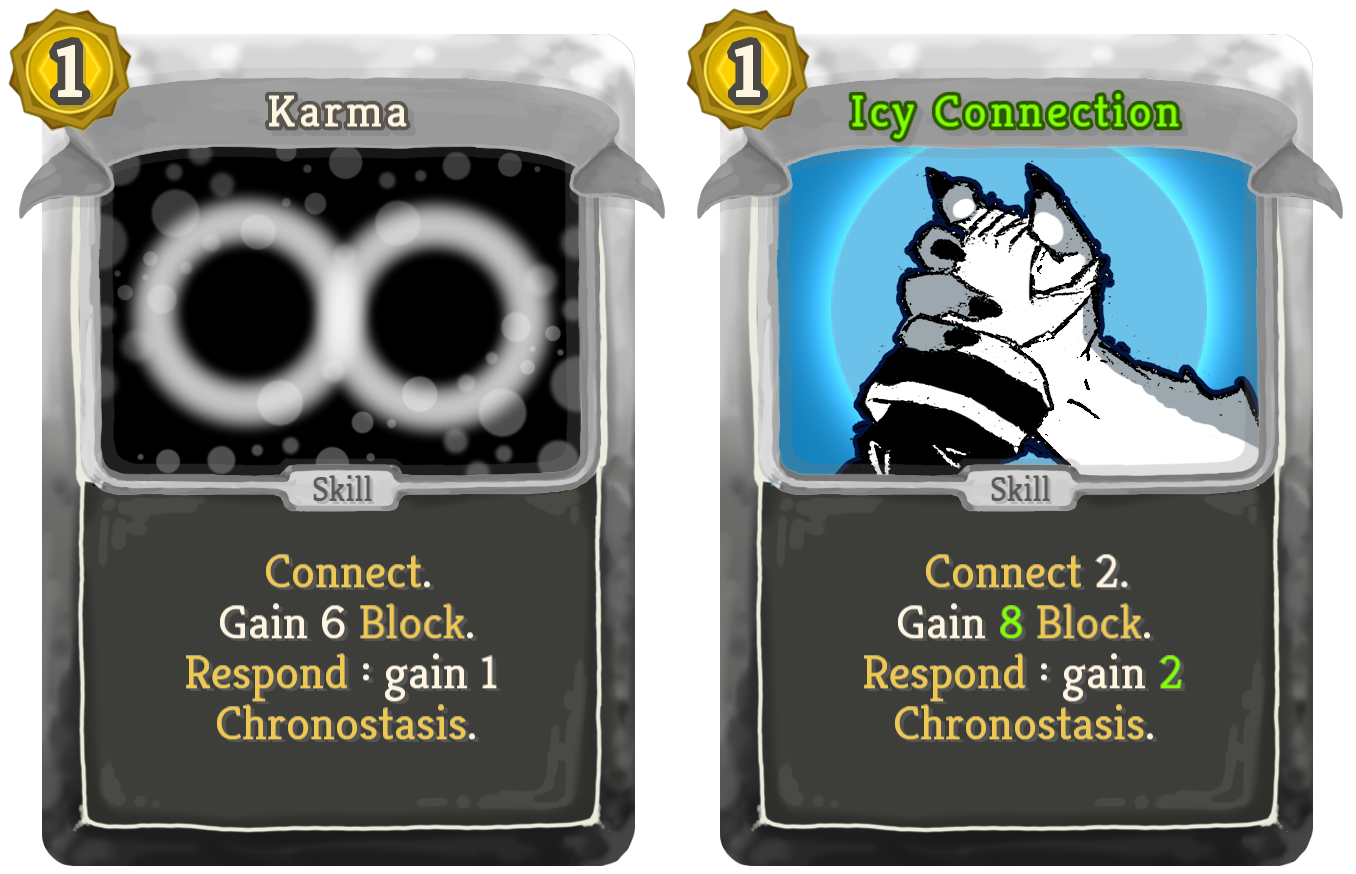 1
Karma
Skill
Connect.
Gain 6 Block.
Respond : gain 1
Chronostasis.
1
Icy Connection
Skill
Connect 2.
Gain 8 Block.
Respond : gain 2
Chronostasis.